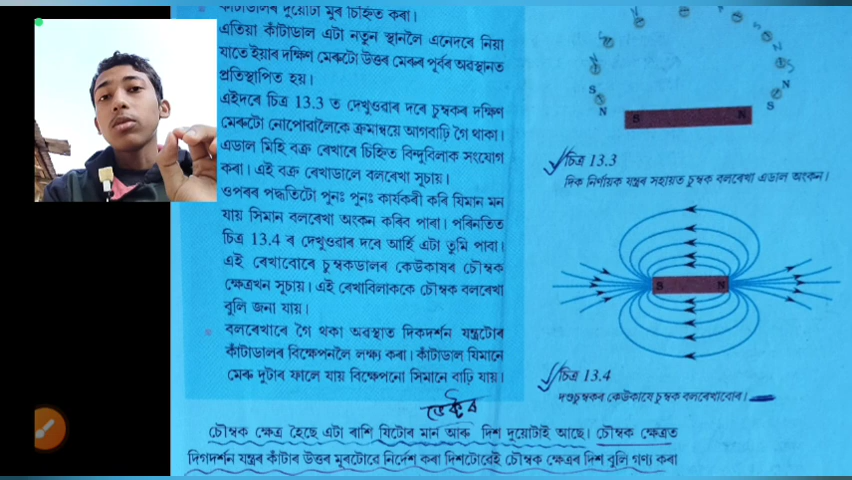 কাঁটাডালৰ দুয়োটা মুৰ চিহ্নিত কৰা।
এতিয়া কাঁটাডাল এটা নতুন স্থানলৈ এনেদৰে নিয়া
যাতে ইয়াৰ দক্ষিণ মেৰুটো উত্তৰ মেৰুৰ পূৰ্বৰ অৱস্থানত
প্ৰতিস্থাপিত হয়।
এইদৰে চিত্ৰ 13.3 ত দেখুওৱাৰ দৰে চুম্বকৰ দক্ষিণ
মেৰুটো নোপোৱালৈকে ক্ৰমান্বয়ে আগবাঢ়ি গৈ থাকা।
এডাল মিহি বক্ৰ ৰেখাৰে চিহ্নিত বিন্দুবিলাক সংযোগ
কৰা। এই বক্ৰ ৰেখাডালে বলৰেখা সূচায়।
ওপৰৰ পদ্ধতিটো পুনঃ পুনঃ কাৰ্যকৰী কৰি যিমান মন
যায় সিমান বলৰেখা অংকন কৰিব পাৰা। পৰিনতিত
চিত্ৰ 13.4 ৰ দেখুওৱাৰ দৰে আৰ্হি এটা তুমি পাবা।
এই ৰেখাবোৰে চুম্বকডালৰ কেউকাষৰ চৌম্বক
ক্ষেত্ৰখন সূচায়। এই ৰেখাবিলাককে চৌম্বক বলৰেখা
বুলি জনা যায়।
বলৰেখাৰে গৈ থকা অৱস্থাত দিকদৰ্শন যন্ত্ৰটোৰ
কাঁটাডালৰ বিক্ষেপনলৈ লক্ষ্য কৰা। কাঁটাডাল যিমানে
মেৰু দুটাৰ ফালে যায় বিক্ষেপনো সিমানে বাঢ়ি যায়।
ভেক্টৰ
চৌম্বক ক্ষেত্ৰ হৈছে এটা ৰাশি যিটোৰ মান আৰু দিশ দুয়োটাই আছে। চৌম্বক ক্ষেত্ৰত
দিগদৰ্শন যন্ত্ৰৰ কাঁটাৰ উত্তৰ মূৰটোৱে নিৰ্দেশ কৰা দিশটোৱেই চৌম্বক ক্ষেত্ৰৰ দিশ বুলি গণ্য কৰা
S N
S N
S N
S N
চিত্ৰ 13.3
দিক নিৰ্ণায়ক যন্ত্ৰৰ সহায়ত চুম্বক বলৰেখা এডাল অংকন।
S N
চিত্ৰ 13.4
দণ্ডচুম্বকৰ কেউকাষে চুম্বক বলৰেখাবোৰ।